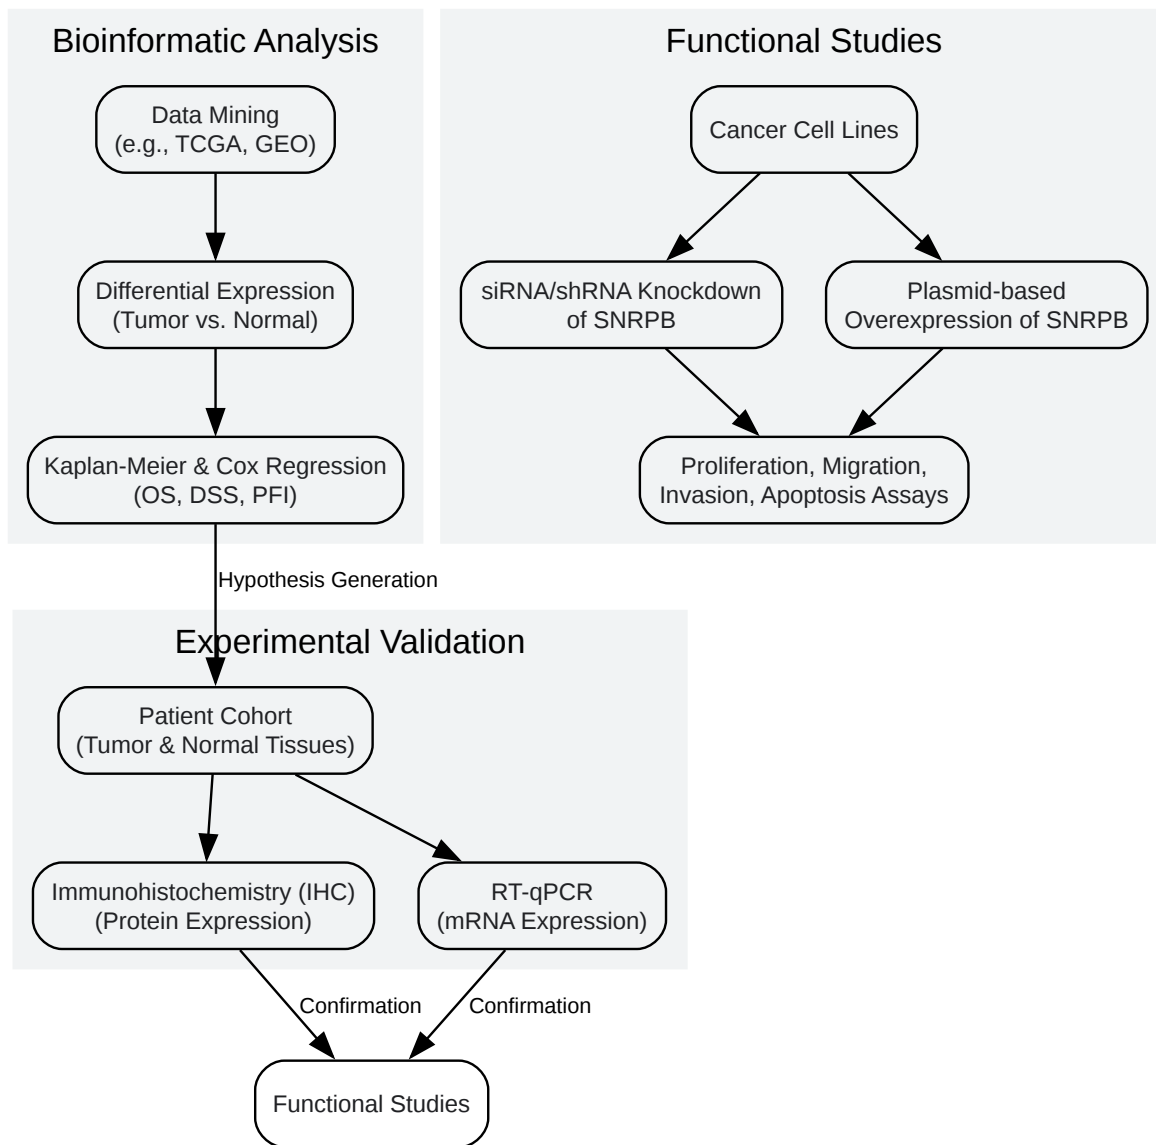 Bioinformatic Analysis
Data Mining
(e.g., TCGA, GEO)
Differential Expression
(Tumor vs. Normal)
Kaplan-Meier & Cox Regression
(OS, DSS, PFI)
Functional Studies
Cancer Cell Lines
siRNA/shRNA Knockdown
of SNRPB
Plasmid-based
Overexpression of SNRPB
Proliferation, Migration,
Invasion, Apoptosis Assays
Hypothesis Generation
Experimental Validation
Patient Cohort
(Tumor & Normal Tissues)
Immunohistochemistry (IHC)
(Protein Expression)
RT-qPCR
(mRNA Expression)
Confirmation
Confirmation
Functional Studies